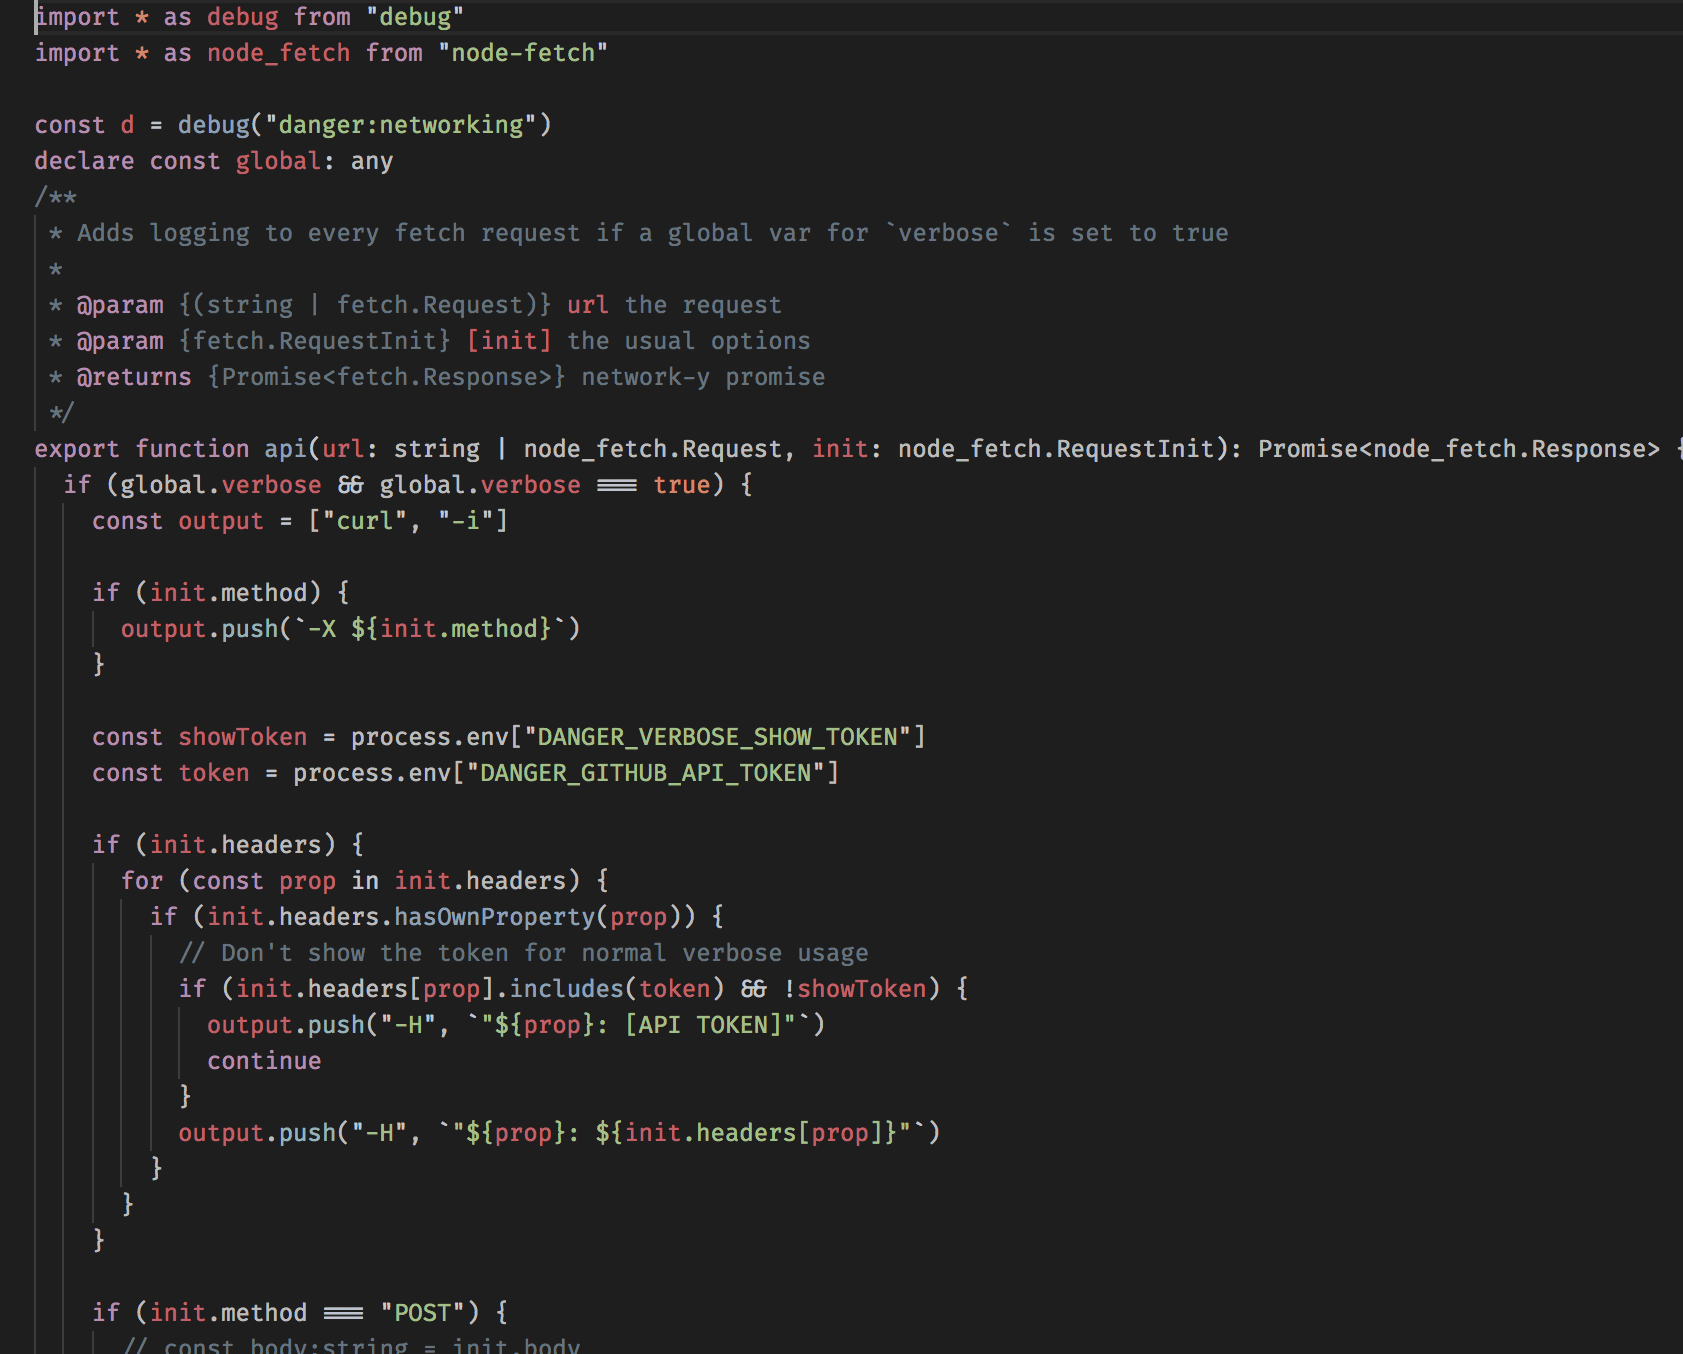 import * as debug from "debug"
import * as node_fetch from "node-fetch"

const d = debug("danger:networking")
declare const global: any
/**
 * Adds logging to every fetch request if a global var for `verbose` is set to true
 *
 * @param {(string | fetch.Request)} url the request
 * @param {fetch.RequestInit} [init] the usual options
 * @returns {Promise<fetch.Response>} network-y promise
 */
export function api(url: string | node_fetch.Request, init: node_fetch.RequestInit): Promise<node_fetch.Response> {
  if (global.verbose && global.verbose === true) {
    const output = ["curl", "-i"]

    if (init.method) {
      output.push(`-X ${init.method}`)
    }

    const showToken = process.env["DANGER_VERBOSE_SHOW_TOKEN"]
    const token = process.env["DANGER_GITHUB_API_TOKEN"]

    if (init.headers) {
      for (const prop in init.headers) {
        if (init.headers.hasOwnProperty(prop)) {
          // Don't show the token for normal verbose usage
          if (init.headers[prop].includes(token) && !showToken) {
            output.push("-H", `"${prop}: [API TOKEN]"`)
            continue
          }
          output.push("-H", `"${prop}: ${init.headers[prop]}"`)
        }
      }
    }

    if (init.method === "POST") {
      // const body:string = init.body